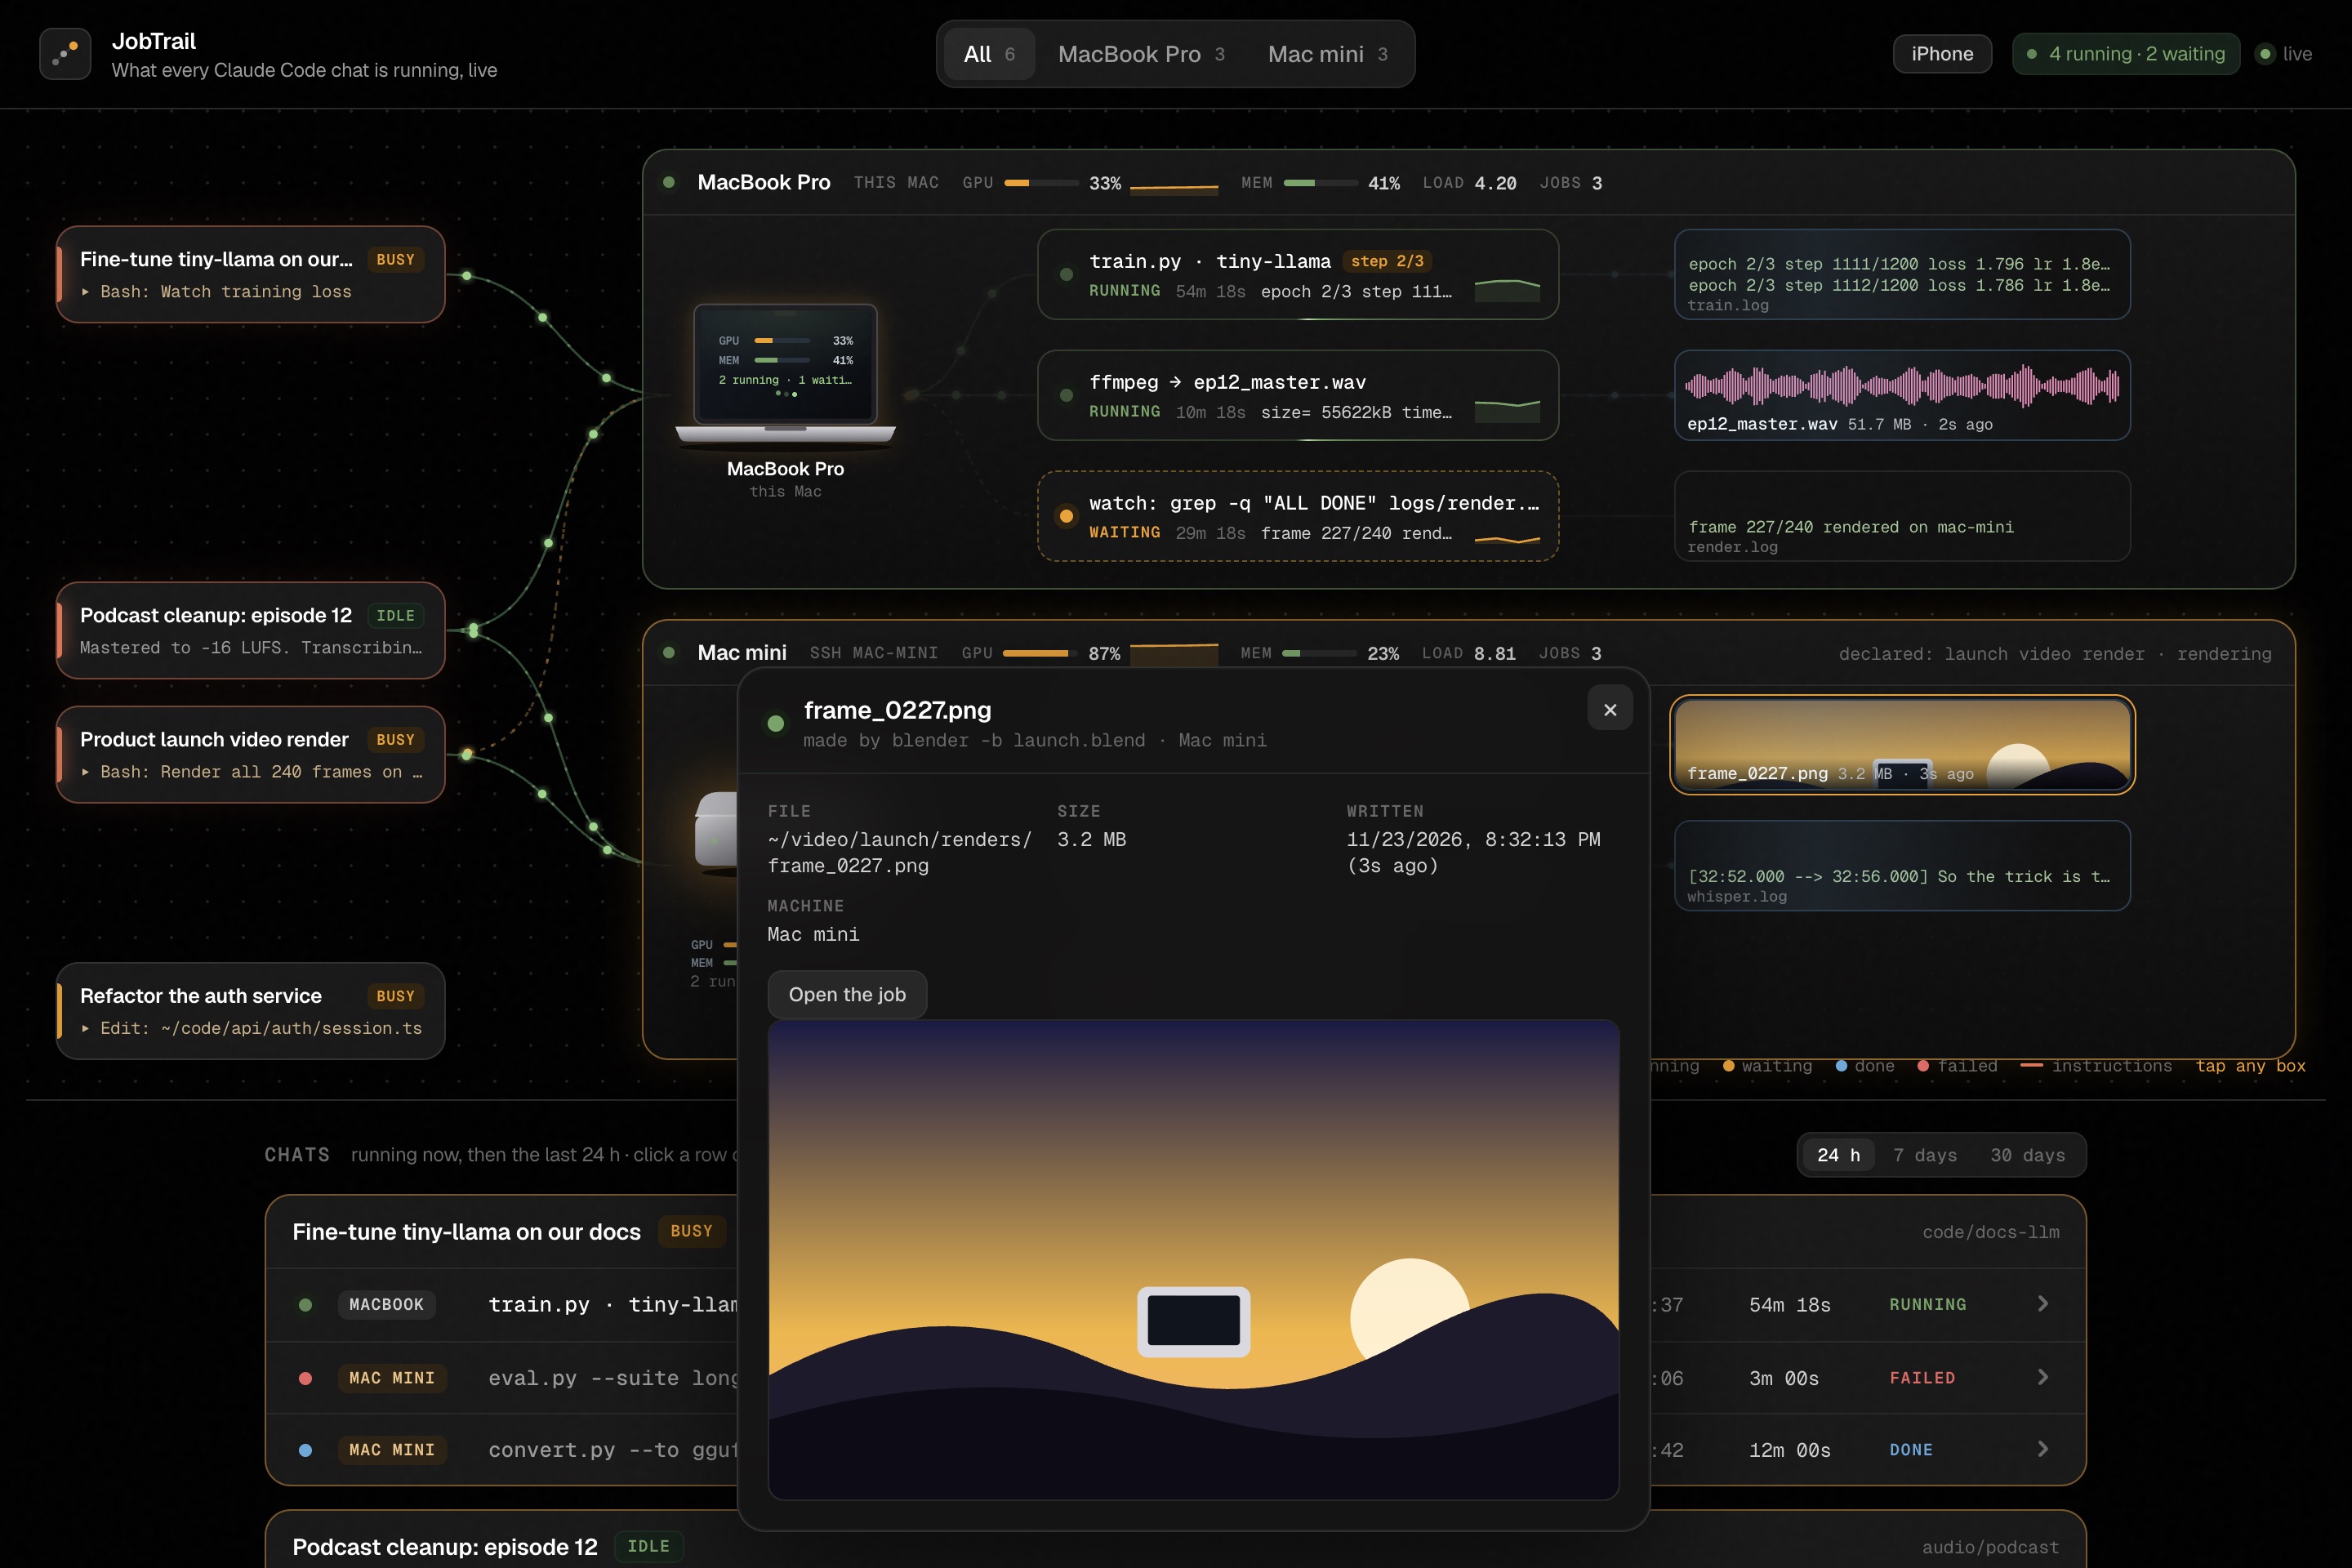 JobTrail
What every Claude Code chat is running, live
All 6
MacBook Pro 3
Mac mini 3
iPhone
4 running · 2 waiting
live
MacBook Pro THIS MAC GPU 33% MEM 41% LOAD 4.20 JOBS 3
Fine-tune tiny-llama on our… BUSY
▸ Bash: Watch training loss
GPU 33%
MEM 41%
2 running · 1 waiti…
MacBook Pro
this Mac
train.py · tiny-llama step 2/3
RUNNING 54m 18s epoch 2/3 step 111…
epoch 2/3 step 1111/1200 loss 1.796 lr 1.8e…
epoch 2/3 step 1112/1200 loss 1.786 lr 1.8e…
train.log
ffmpeg → ep12_master.wav
RUNNING 10m 18s size= 55622kB time…
ep12_master.wav 51.7 MB · 2s ago
watch: grep -q "ALL DONE" logs/render.…
WAITING 29m 18s frame 227/240 rend…
frame 227/240 rendered on mac-mini
render.log
Podcast cleanup: episode 12 IDLE
Mastered to -16 LUFS. Transcribin…
Product launch video render BUSY
▸ Bash: Render all 240 frames on …
Refactor the auth service BUSY
▸ Edit: ~/code/api/auth/session.ts
Mac mini SSH MAC-MINI GPU 87% MEM 23% LOAD 8.81 JOBS 3
declared: launch video render · rendering
GPU
MEM
2 run
frame_0227.png 3.2 MB · 3s ago
[32:52.000 --> 32:56.000] So the trick is t…
whisper.log
frame_0227.png
made by blender -b launch.blend · Mac mini
×
FILE
~/video/launch/renders/
frame_0227.png
SIZE
3.2 MB
WRITTEN
11/23/2026, 8:32:13 PM
(3s ago)
MACHINE
Mac mini
Open the job
nning waiting done failed instructions tap any box
CHATS running now, then the last 24 h · click a row
24 h 7 days 30 days
Fine-tune tiny-llama on our docs BUSY
code/docs-llm
MACBOOK train.py · tiny-llam
:37 54m 18s RUNNING
MAC MINI eval.py --suite long
:06 3m 00s FAILED
MAC MINI convert.py --to gguf
:42 12m 00s DONE
Podcast cleanup: episode 12 IDLE
audio/podcast